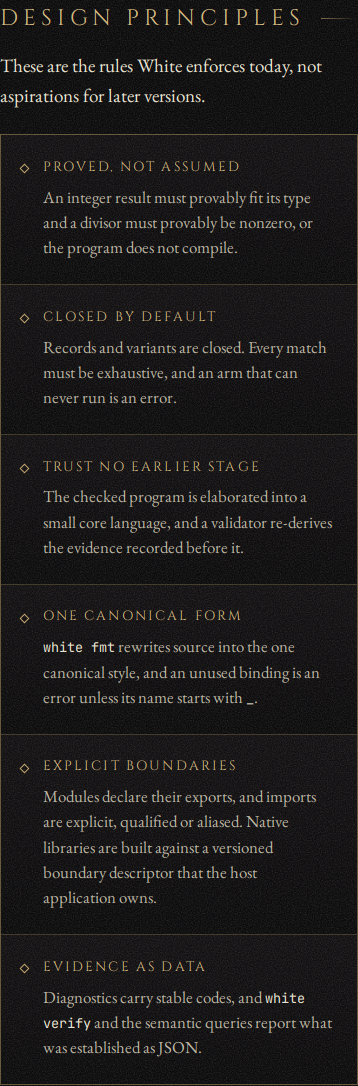 DESIGN PRINCIPLES
These are the rules White enforces today, not
aspirations for later versions.
PROVED, NOT ASSUMED
An integer result must provably fit its type
and a divisor must provably be nonzero, or
the program does not compile.
CLOSED BY DEFAULT
Records and variants are closed. Every match
must be exhaustive, and an arm that can
never run is an error.
TRUST NO EARLIER STAGE
The checked program is elaborated into a
small core language, and a validator re-derives
the evidence recorded before it.
ONE CANONICAL FORM
white fmt rewrites source into the one
canonical style, and an unused binding is an
error unless its name starts with _.
EXPLICIT BOUNDARIES
Modules declare their exports, and imports
are explicit, qualified or aliased. Native
libraries are built against a versioned
boundary descriptor that the host
application owns.
EVIDENCE AS DATA
Diagnostics carry stable codes, and white
verify and the semantic queries report what
was established as JSON.